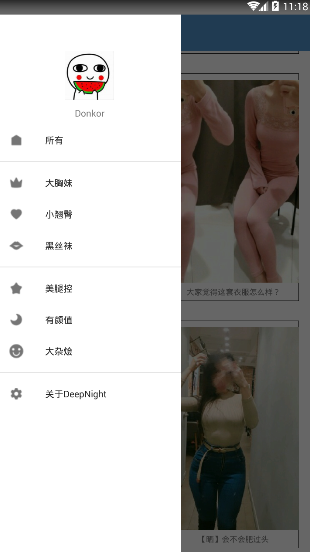 11:18
Donkor
所有
大胸妹
小翘臀
黑丝袜
美腿控
有颜值
大杂烩
关于DeepNight
大家觉得这套衣服怎么样？
【晒】会不会肥过头